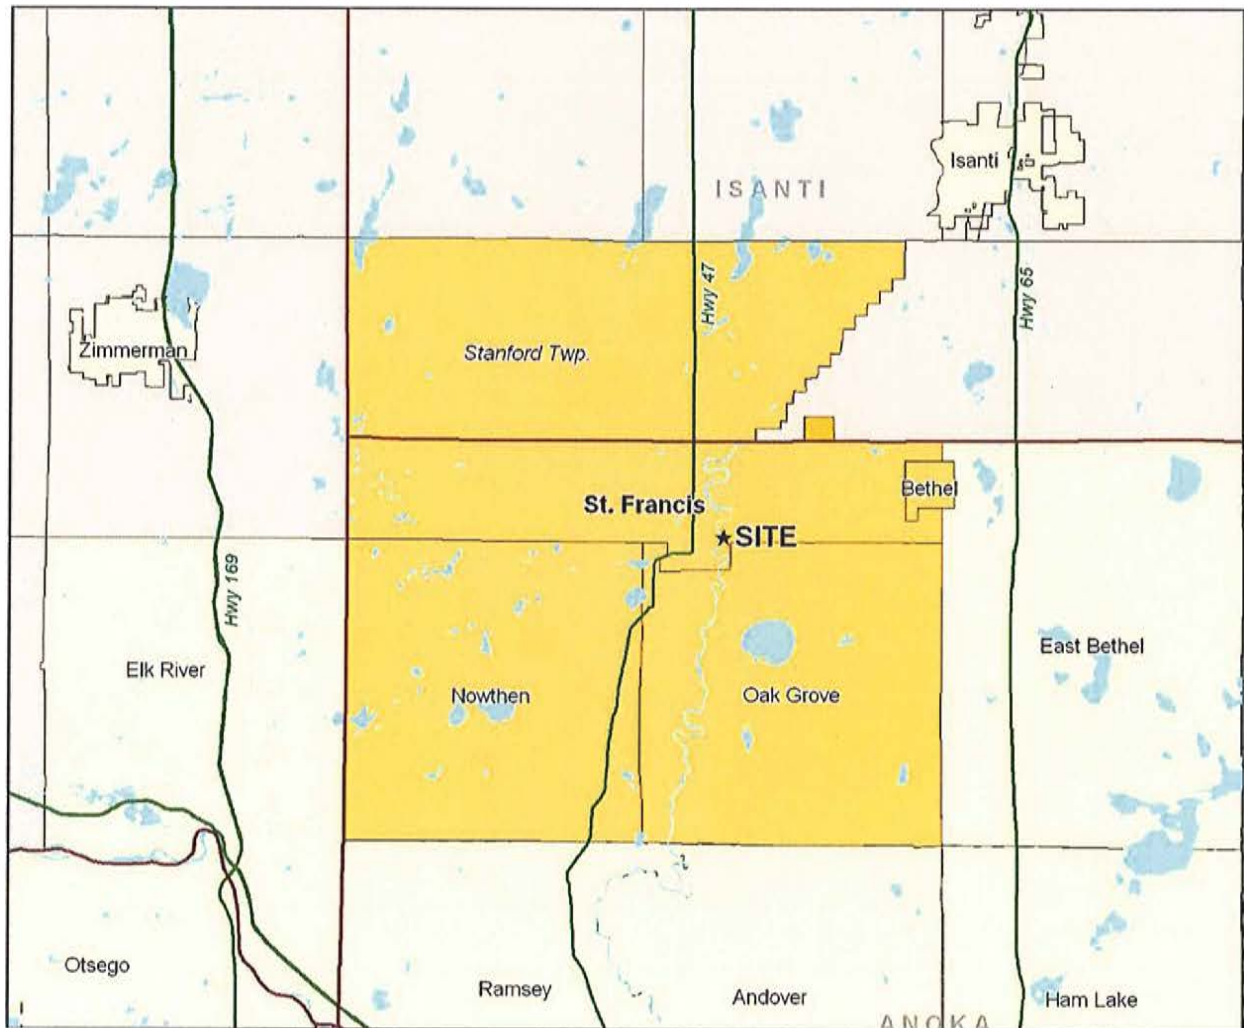 Isanti
ISANTI
Hwy 47
Hwy 65
Zimmerman
Stanford Twp.
Bethel
St. Francis
★SITE
Hwy 169
Elk River
East Bethel
Nowthen
Oak Grove
Otsego
Ramsey
Andover
Ham Lake
ANOKA